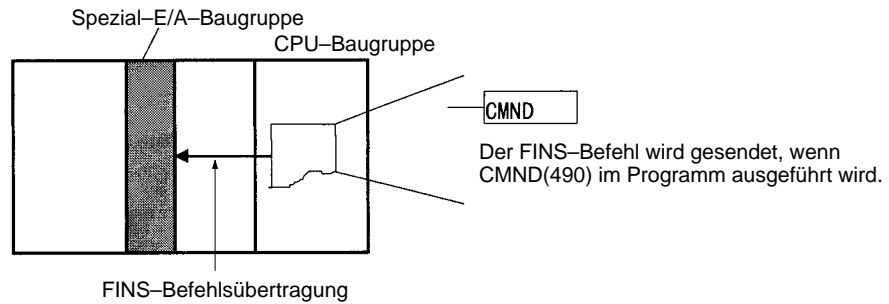 Spezial–E/A–Baugruppe
CPU–Baugruppe
CMND
Der FINS–Befehl wird gesendet, wenn
CMND(490) im Programm ausgeführt wird.
FINS–Befehlsübertragung